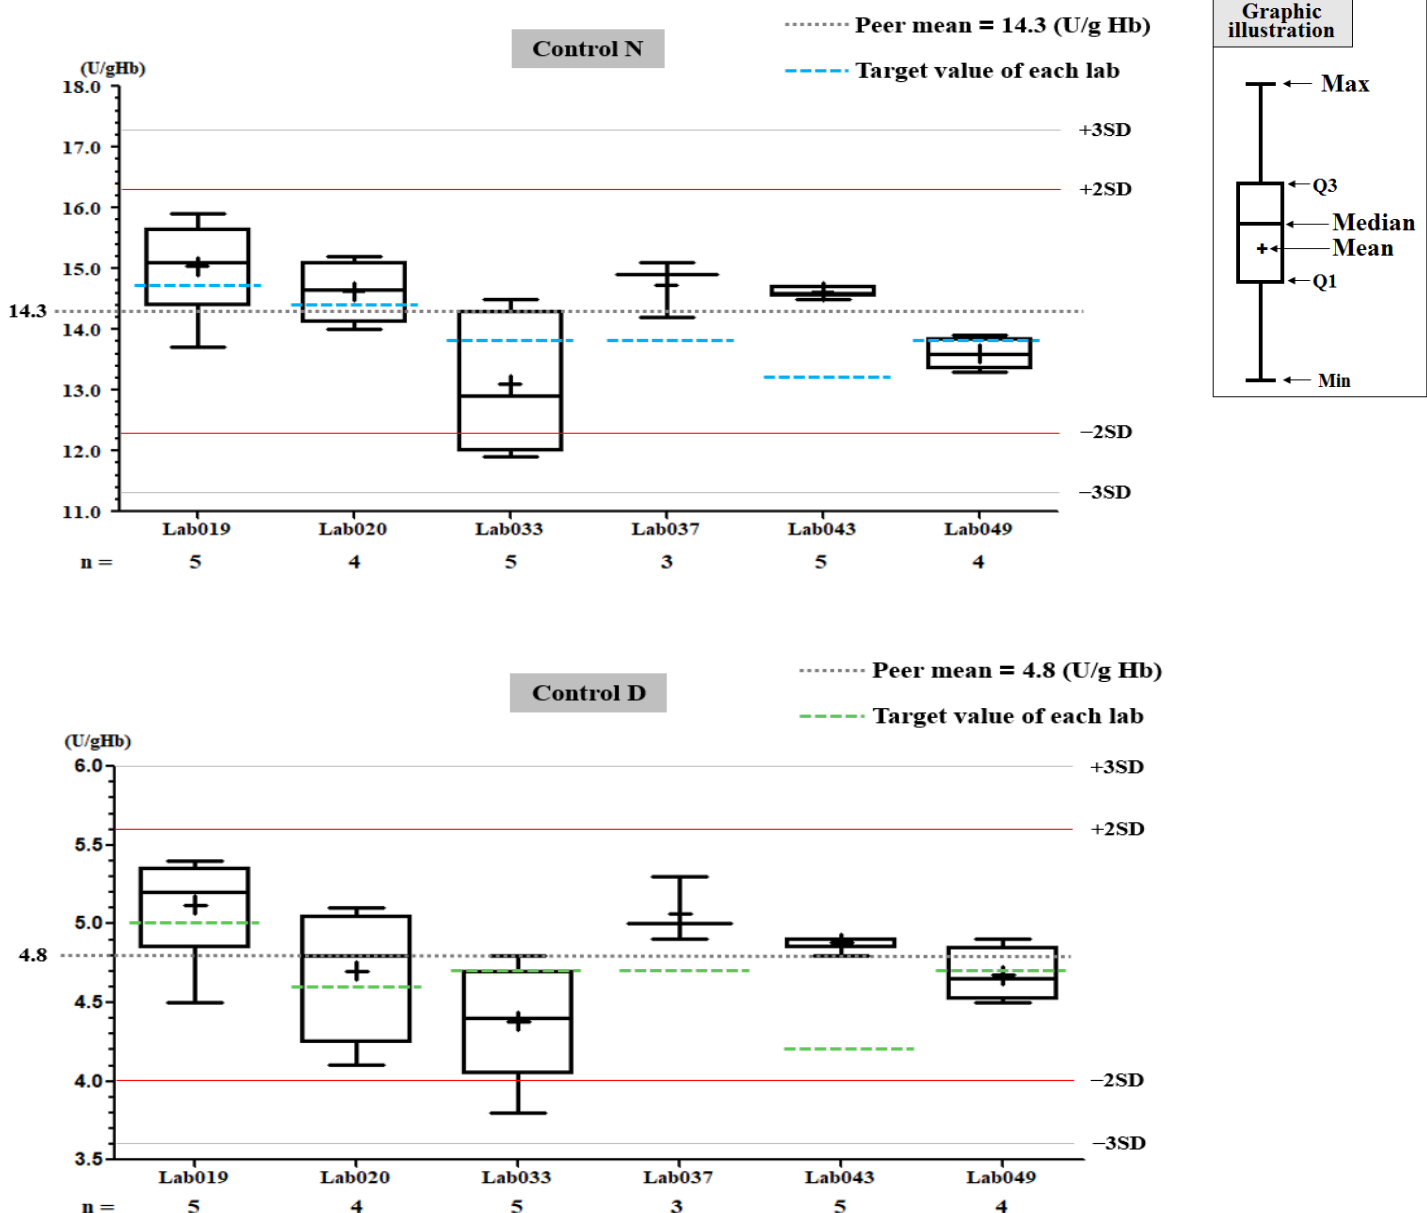 Control N
Peer mean = 14.3 (U/g Hb)
Target value of each lab
(U/gHb)
18.0
17.0
16.0
15.0
14.3
14.0
13.0
12.0
11.0
+3SD
+2SD
−2SD
−3SD
Lab019 Lab020 Lab033 Lab037 Lab043 Lab049
n = 5 4 5 3 5 4
Graphic
illustration
Max
Q3
Median
Mean
Q1
Min
Control D
Peer mean = 4.8 (U/g Hb)
Target value of each lab
(U/gHb)
6.0
5.5
5.0
4.8
4.5
4.0
3.5
+3SD
+2SD
−2SD
−3SD
Lab019 Lab020 Lab033 Lab037 Lab043 Lab049
n = 5 4 5 3 5 4